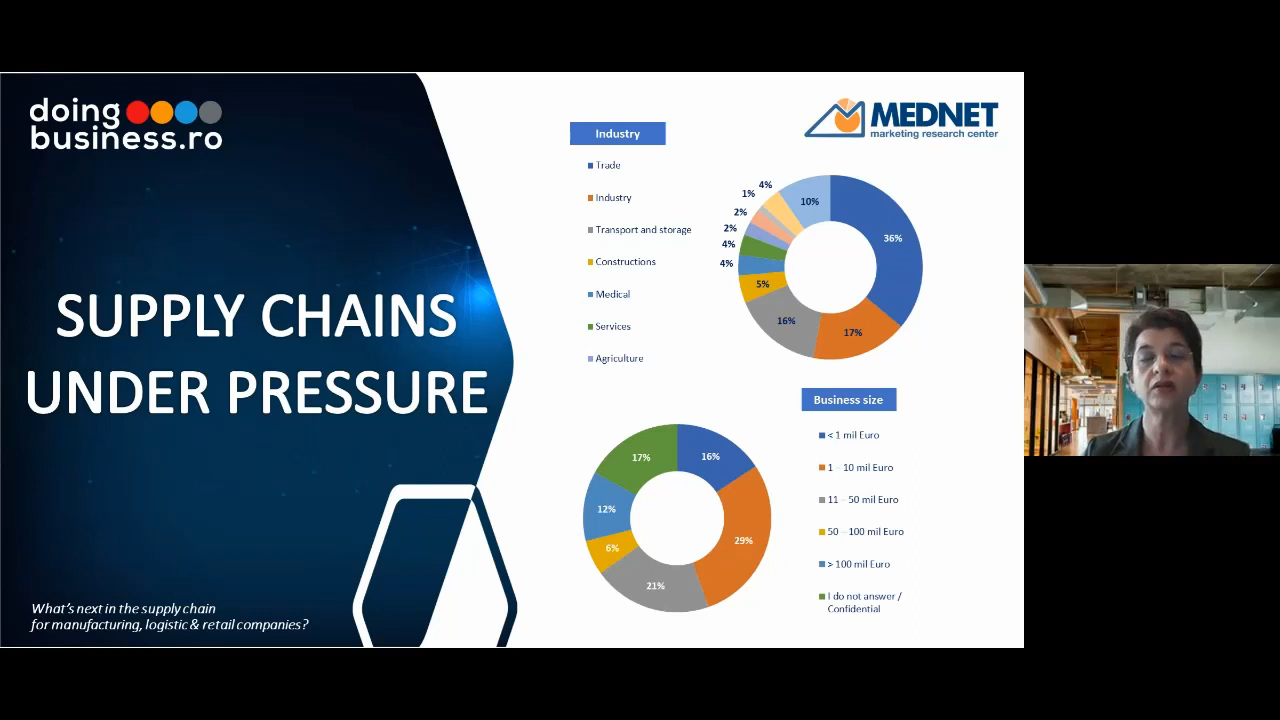 doing
business.ro
SUPPLY CHAINS
UNDER PRESSURE
What's next in the supply chain
for manufacturing, logistic & retail companies?
MEDNET
marketing research center
Industry
Trade
Industry
Transport and storage
Constructions
Medical
Services
Agriculture
36%
17%
16%
5%
4%
4%
2%
2%
1%
4%
10%
Business size
< 1 mil Euro
1 – 10 mil Euro
11 – 50 mil Euro
50 – 100 mil Euro
> 100 mil Euro
I do not answer /
Confidential
16%
29%
21%
6%
12%
17%